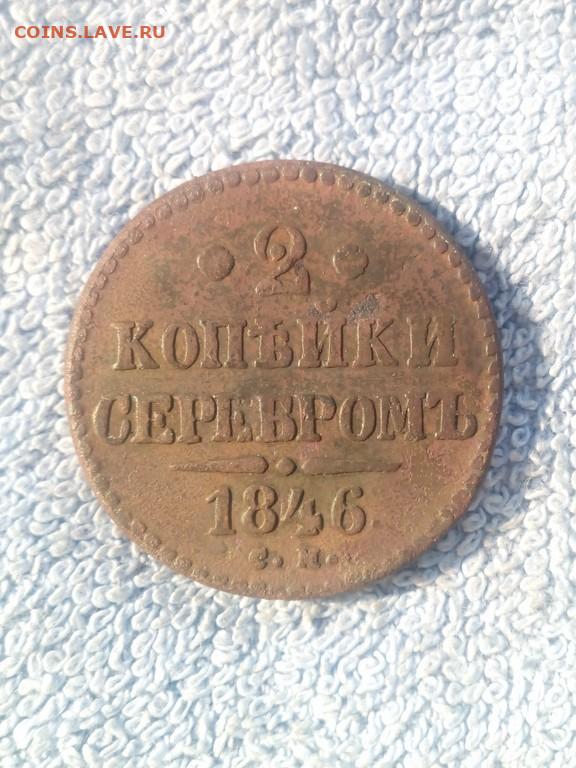 COINS.LAVE.RU
• 2 •
КОПѢЙКИ
СЕРЕБРОМЪ
1846
С. М.